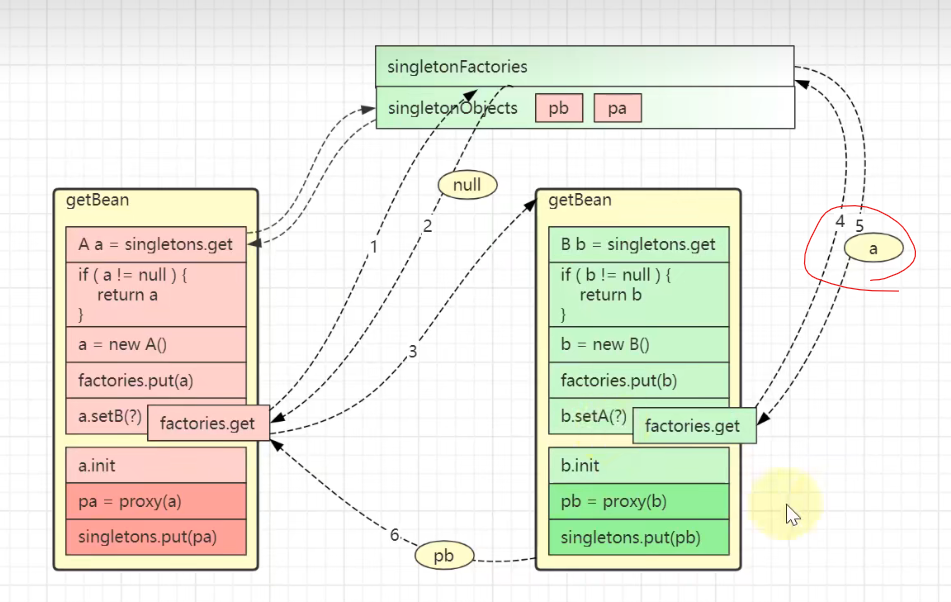 singletonFactories
singletonObjects
pb
pa
null
1
2
3
4
5
a
getBean
A a = singletons.get
if ( a != null ) {
return a
}
a = new A()
factories.put(a)
a.setB(?)
factories.get
a.init
pa = proxy(a)
singletons.put(pa)
getBean
B b = singletons.get
if ( b != null ) {
return b
}
b = new B()
factories.put(b)
b.setA(?)
factories.get
b.init
pb = proxy(b)
singletons.put(pb)
6
pb